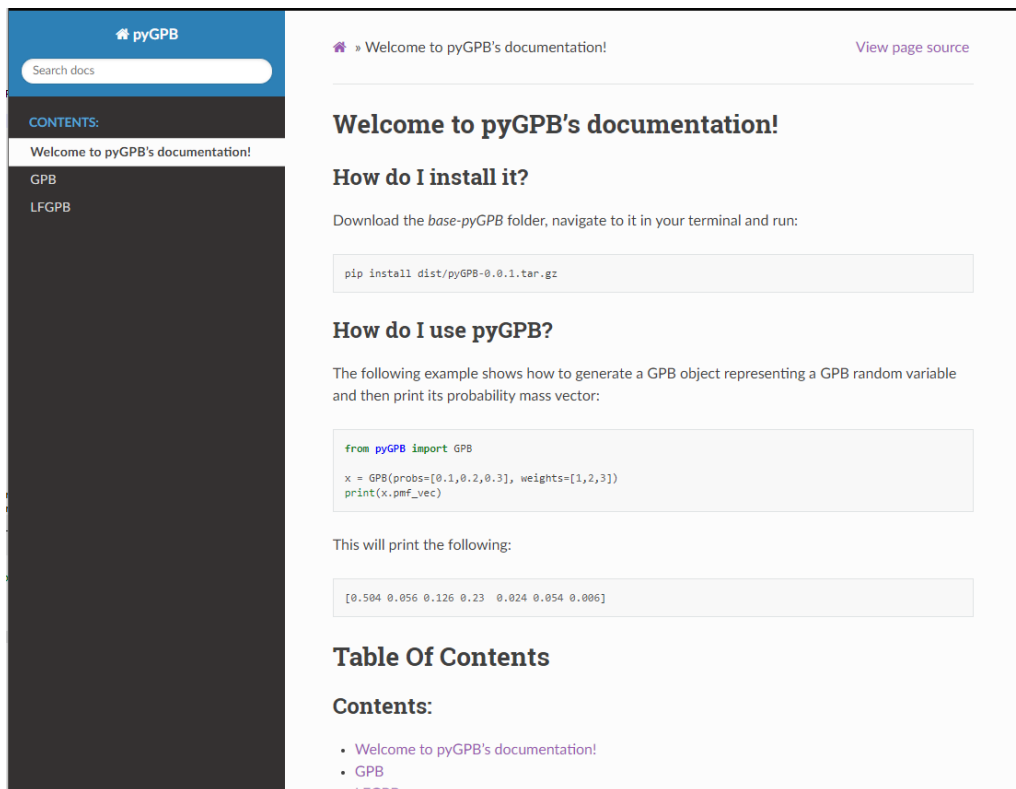 pyGPB
Search docs
CONTENTS:
Welcome to pyGPB's documentation!
GPB
LFGPB
» Welcome to pyGPB's documentation!
View page source
Welcome to pyGPB's documentation!
How do I install it?
Download the base-pyGPB folder, navigate to it in your terminal and run:
pip install dist/pyGPB-0.0.1.tar.gz
How do I use pyGPB?
The following example shows how to generate a GPB object representing a GPB random variable
and then print its probability mass vector:
from pyGPB import GPB
x = GPB(probs=[0.1,0.2,0.3], weights=[1,2,3])
print(x.pmf_vec)
This will print the following:
[0.504 0.056 0.126 0.23  0.024 0.054 0.006]
Table Of Contents
Contents:
• Welcome to pyGPB's documentation!
• GPB